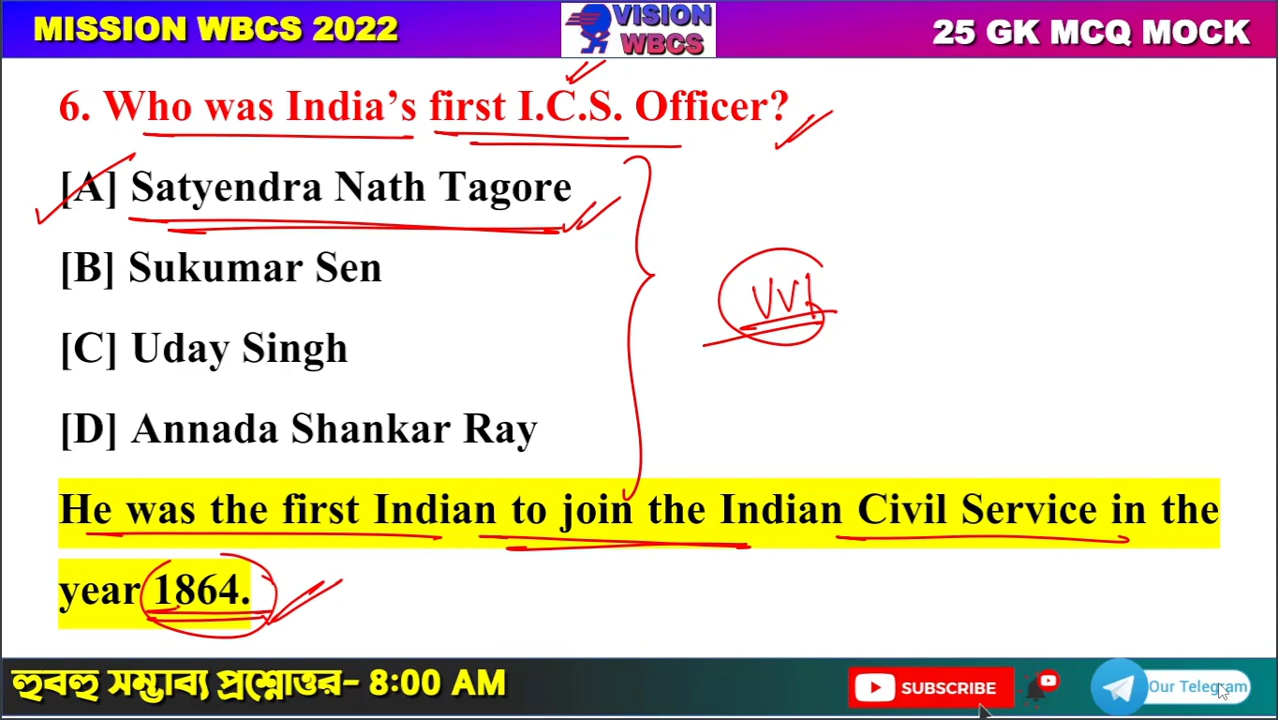 MISSION WBCS 2022
VISION
WBCS
25 GK MCQ MOCK
6. Who was India's first I.C.S. Officer?
[A] Satyendra Nath Tagore
[B] Sukumar Sen
VVI
[C] Uday Singh
[D] Annada Shankar Ray
He was the first Indian to join the Indian Civil Service in the
year 1864.
হুবহু সম্ভাব্য প্রশ্নোত্তর- 8:00 AM
SUBSCRIBE
Our Telegram